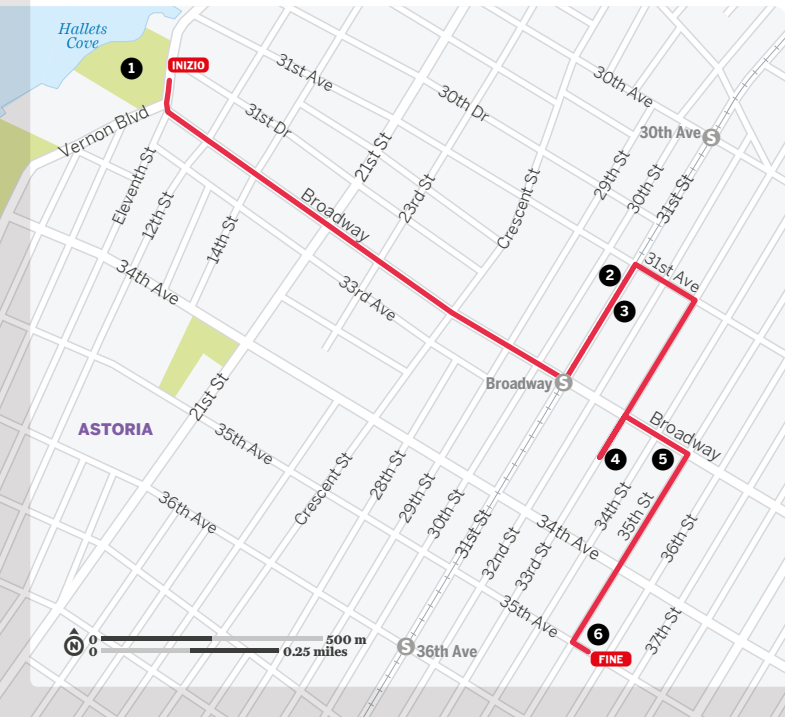 Hallets
Cove
1
INIZIO
31st Ave
30th Ave
30th Dr
31st Dr
30th Ave S
Vernon Blvd
21st St
29th St
30th St
31st St
Eleventh St
12th St
14th St
23rd St
Crescent St
Broadway
31st Ave
2
3
34th Ave
33rd Ave
Broadway S
21st St
Broadway
ASTORIA
35th Ave
4
5
Crescent St
28th St
29th St
30th St
31st St
32nd St
33rd St
34th St
35th St
36th St
36th Ave
34th Ave
35th Ave
37th St
6
FINE
N
0 500 m
0 0.25 miles
S 36th Ave